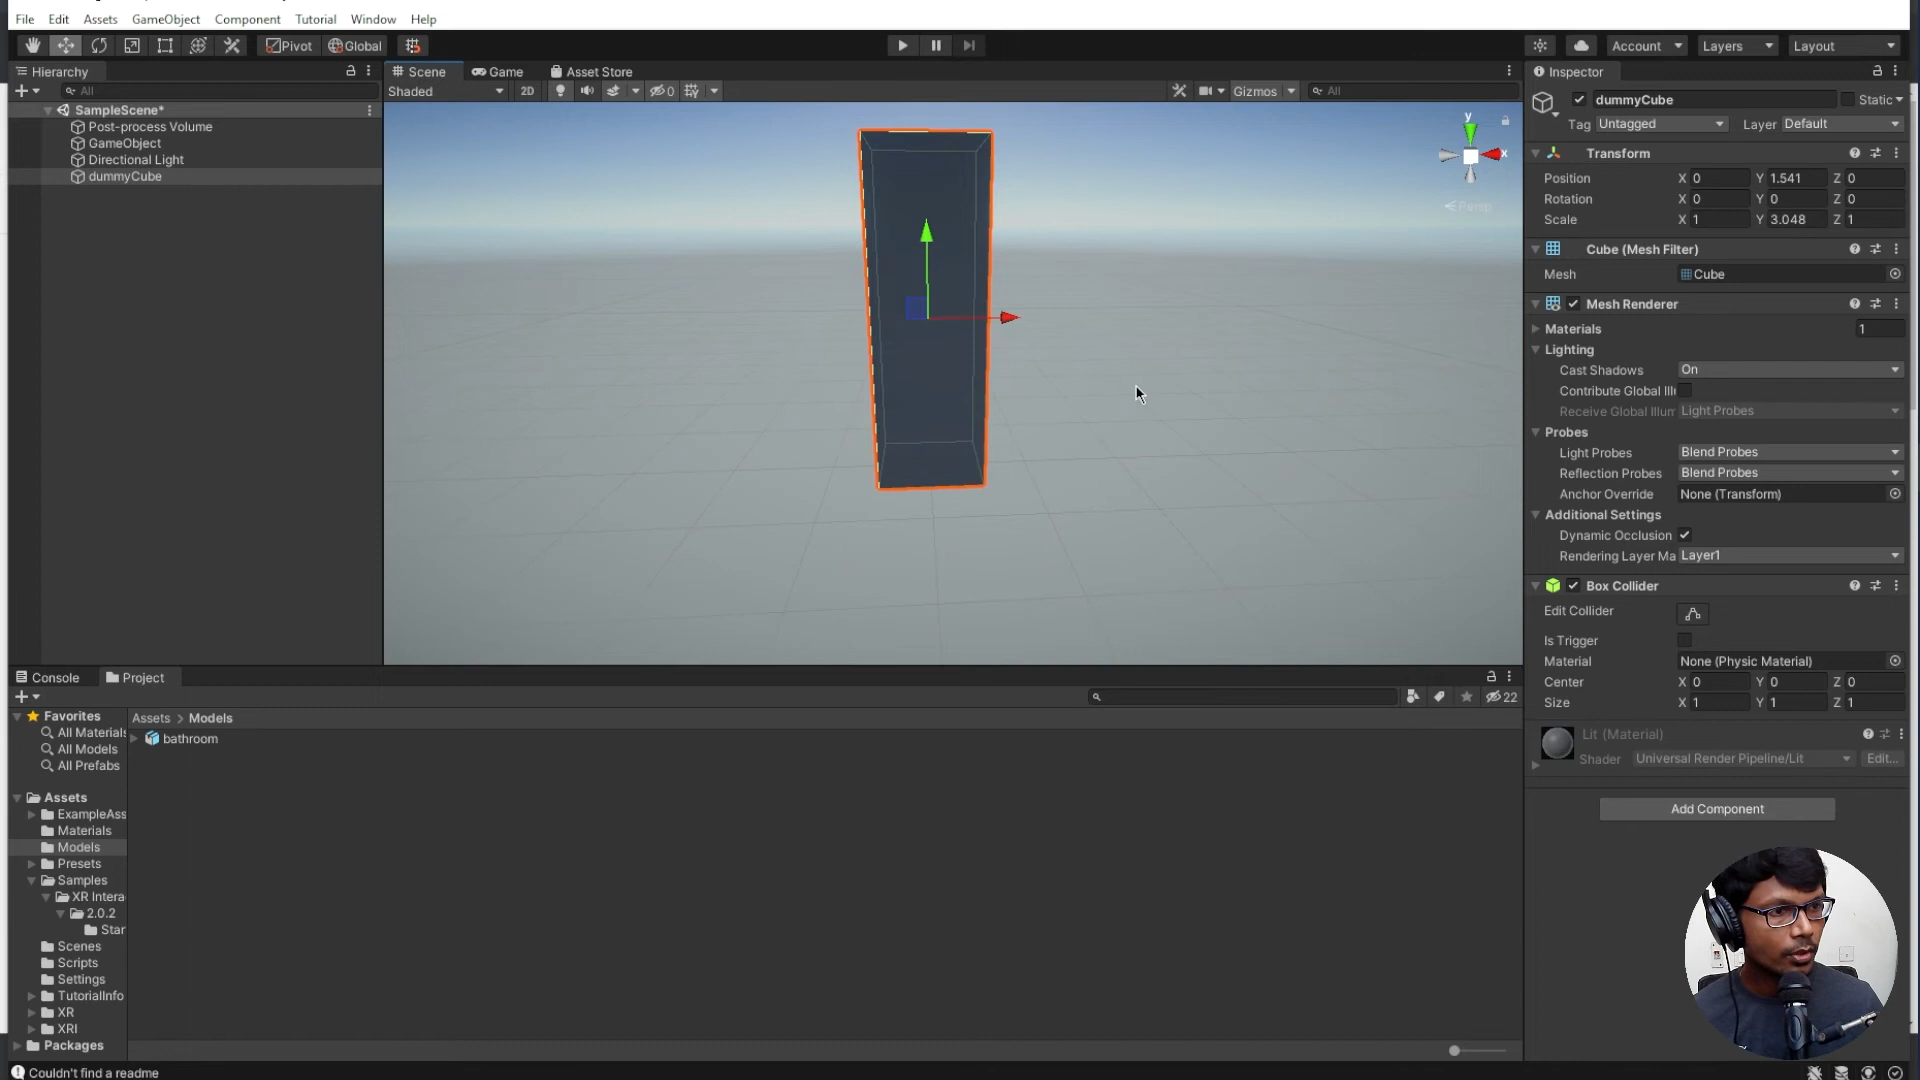 File Edit Assets GameObject Component Tutorial Window Help
Pivot Global Account Layers Layout
Hierarchy Scene Game Asset Store Inspector
All Shaded 2D 0 Gizmos All
SampleScene*
Post-process Volume
GameObject
Directional Light
dummyCube
y
x
Persp
dummyCube Static
Tag Untagged Layer Default
Transform
Position X 0 Y 1.541 Z 0
Rotation X 0 Y 0 Z 0
Scale X 1 Y 3.048 Z 1
Cube (Mesh Filter)
Mesh Cube
Mesh Renderer
Materials 1
Lighting
Cast Shadows On
Contribute Global Illu
Receive Global Illum Light Probes
Probes
Light Probes Blend Probes
Reflection Probes Blend Probes
Anchor Override None (Transform)
Additional Settings
Dynamic Occlusion
Rendering Layer Ma Layer1
Box Collider
Edit Collider
Is Trigger
Material None (Physic Material)
Center X 0 Y 0 Z 0
Size X 1 Y 1 Z 1
Lit (Material)
Shader Universal Render Pipeline/Lit Edit...
Add Component
Console Project
22
Favorites
All Materials
All Models
All Prefabs
Assets
ExampleAss
Materials
Models
Presets
Samples
XR Intera
2.0.2
Star
Scenes
Scripts
Settings
TutorialInfo
XR
XRI
Packages
Assets > Models
bathroom
Couldn't find a readme